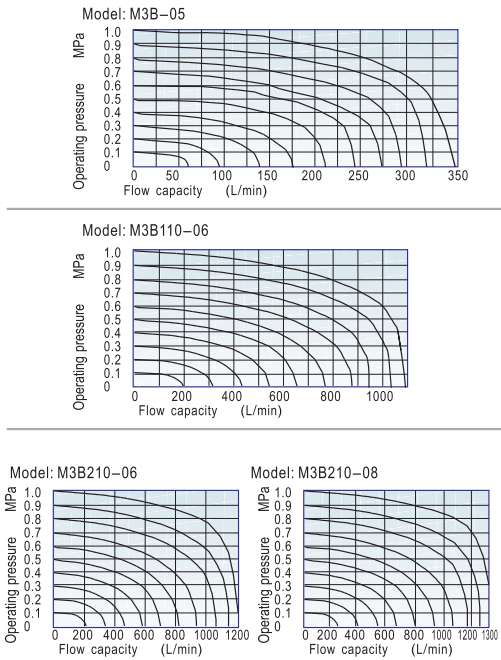 Model: M3B–05
MPa
Operating pressure
1.0
0.9
0.8
0.7
0.6
0.5
0.4
0.3
0.2
0.1
0
0 50 100 150 200 250 300 350
Flow capacity (L/min)
Model: M3B110–06
MPa
Operating pressure
1.0
0.9
0.8
0.7
0.6
0.5
0.4
0.3
0.2
0.1
0
0 200 400 600 800 1000
Flow capacity (L/min)
Model: M3B210–06
MPa
Operating pressure
1.0
0.9
0.8
0.7
0.6
0.5
0.4
0.3
0.2
0.1
0
0 200 400 600 800 1000 1200
Flow capacity (L/min)
Model: M3B210–08
MPa
Operating pressure
1.0
0.9
0.8
0.7
0.6
0.5
0.4
0.3
0.2
0.1
0
0 200 400 600 800 1000 1200 1300
Flow capacity (L/min)